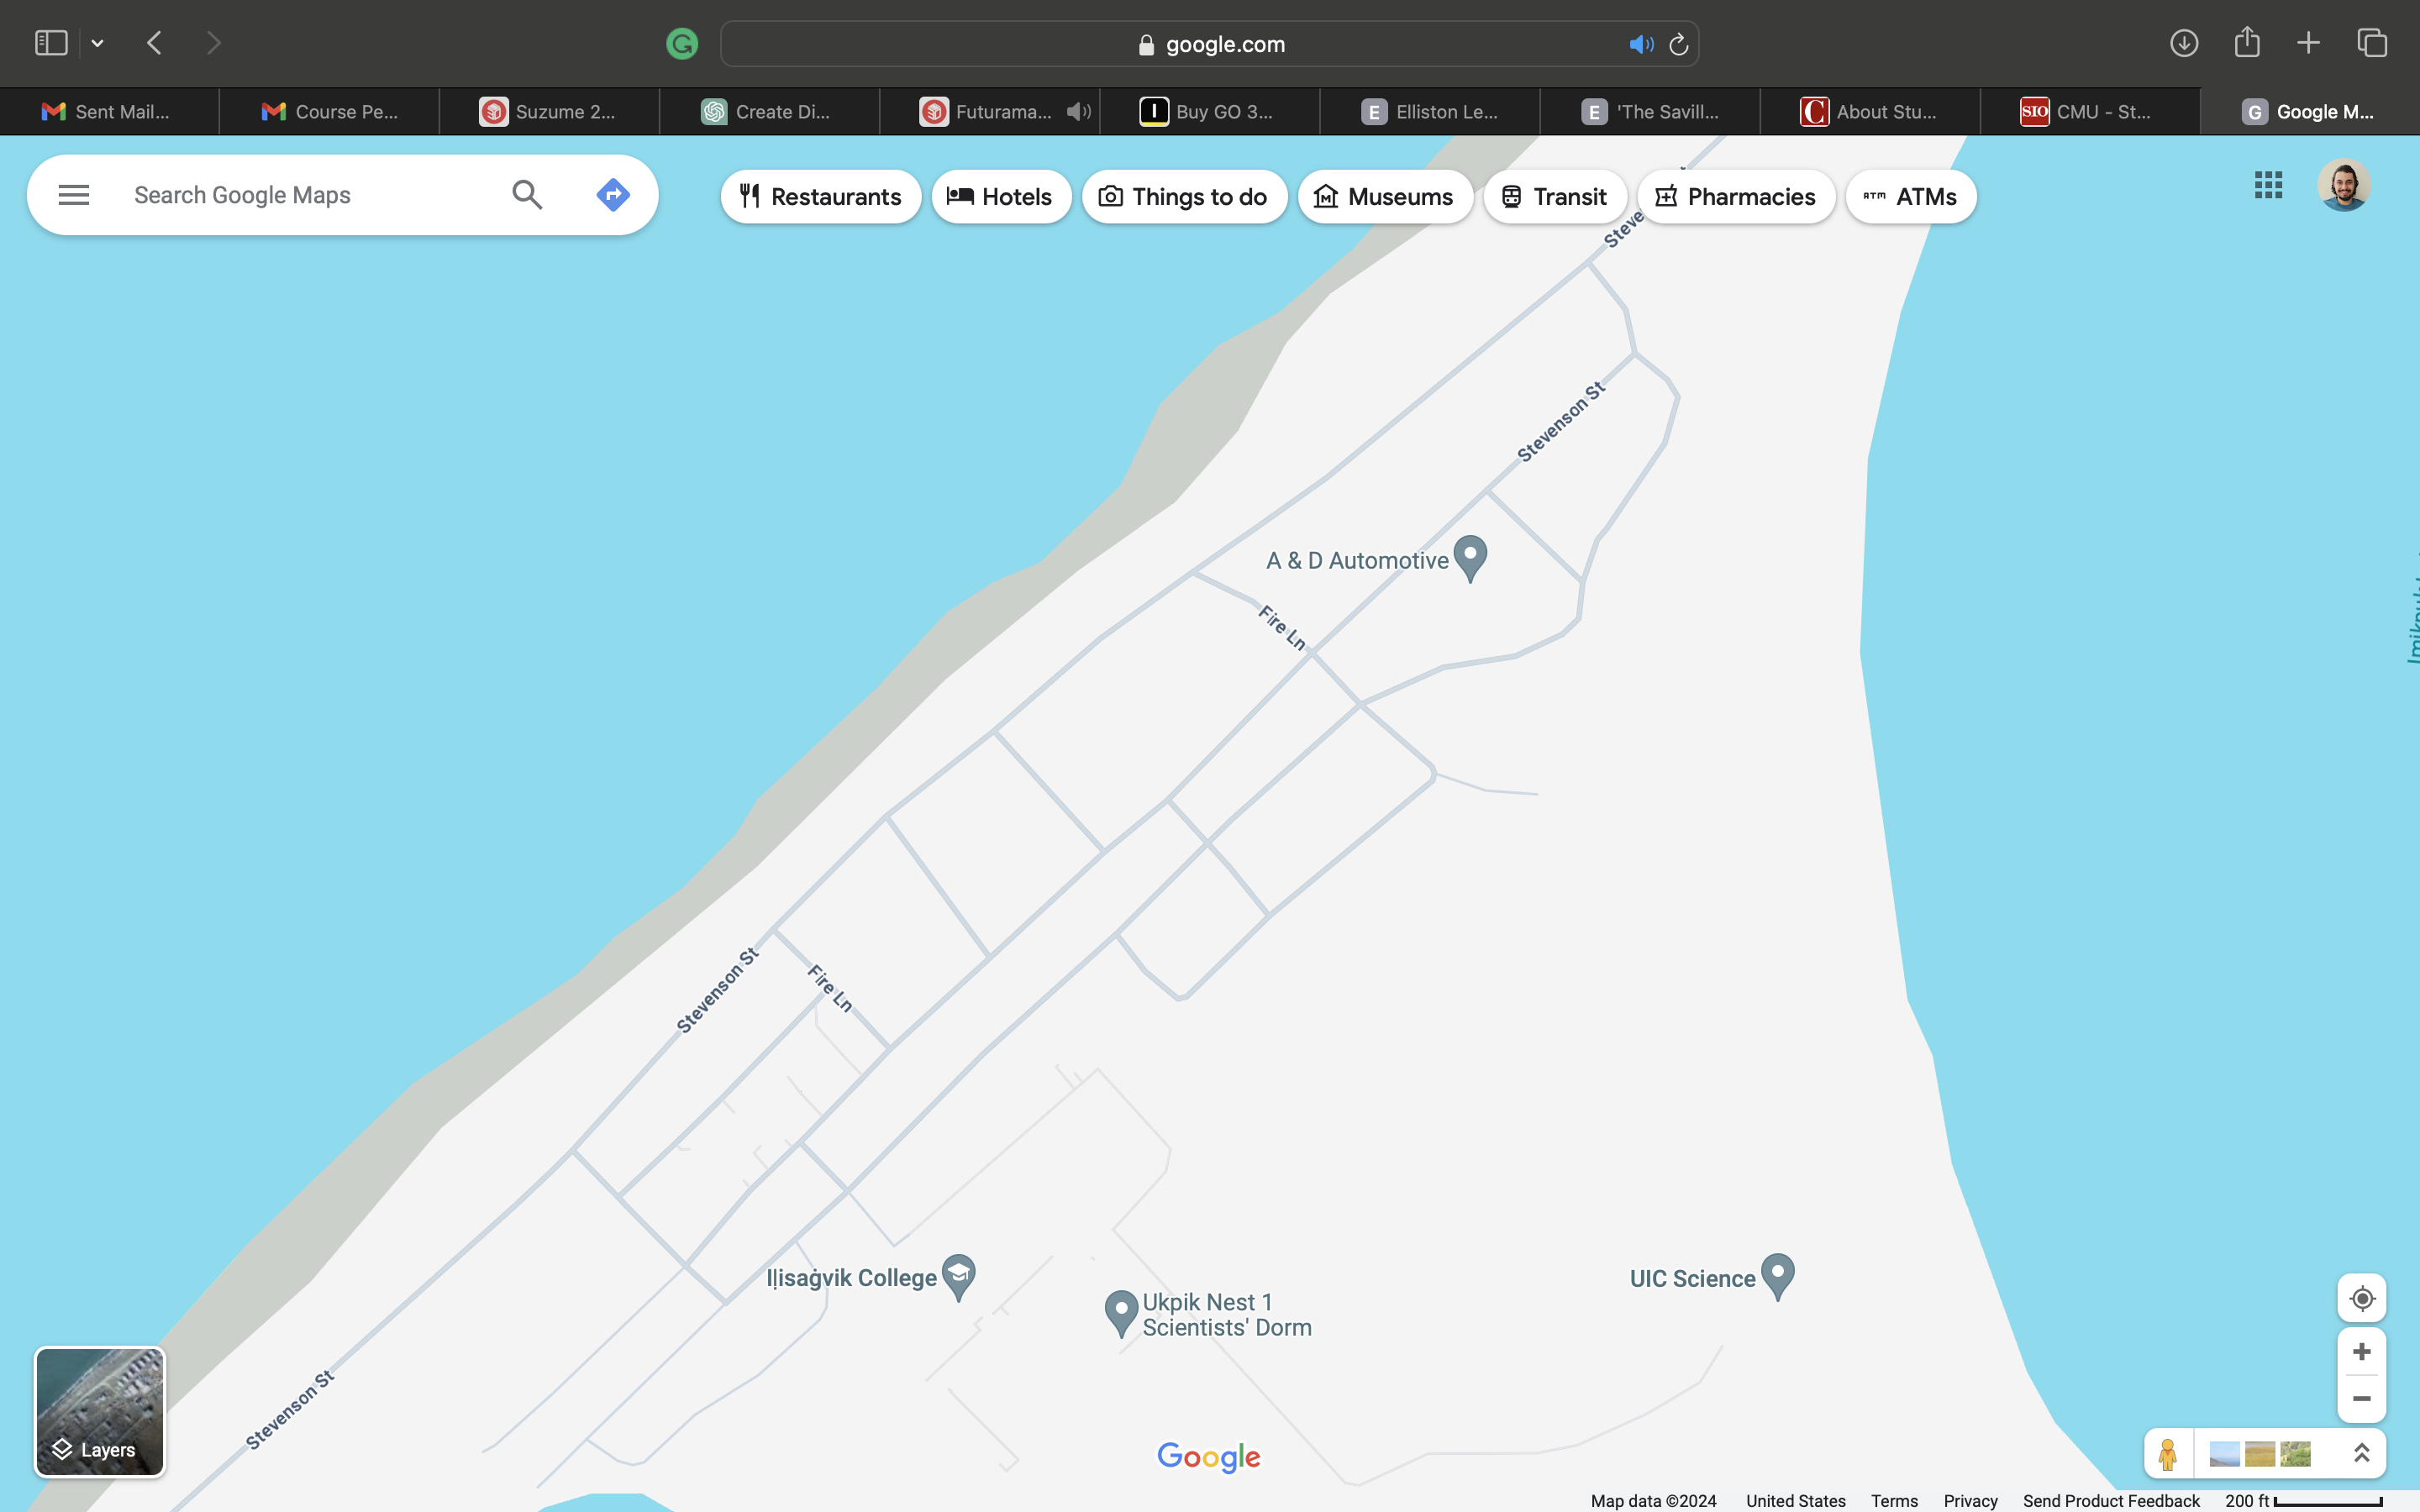 google.com
Sent Mail...
Course Pe...
Suzume 2...
Create Di...
Futurama...
I
Buy GO 3...
E
Elliston Le...
E
'The Savill...
C
About Stu...
SIO
CMU - St...
G
Google M...
Search Google Maps
Restaurants
Hotels
Things to do
Museums
Transit
Pharmacies
ATM
ATMs
Steve
Stevenson St
A & D Automotive
Fire Ln
Stevenson St
Fire Ln
Iḷisaġvik College
Ukpik Nest 1
Scientists' Dorm
UIC Science
Stevenson St
Layers
Google
Map data ©2024
United States
Terms
Privacy
Send Product Feedback
200 ft